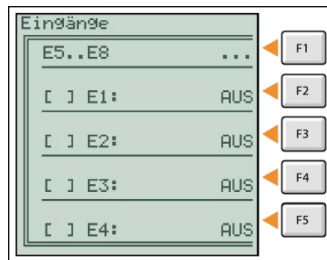 Eingänge
E5..E8 ... F1
[ ] E1: AUS F2
[ ] E2: AUS F3
[ ] E3: AUS F4
[ ] E4: AUS F5